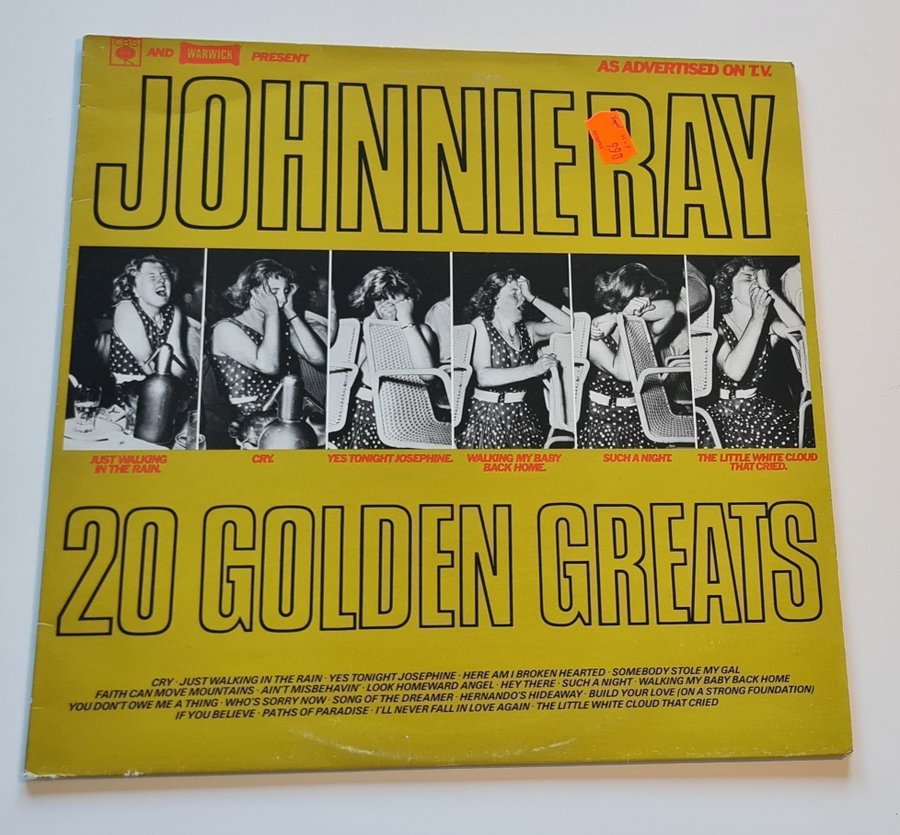 CBS AND WARWICK PRESENT
AS ADVERTISED ON T.V.
JOHNNIE RAY
990
JUST WALKING
IN THE RAIN.
CRY.
YES TONIGHT JOSEPHINE.
WALKING MY BABY
BACK HOME.
SUCH A NIGHT.
THE LITTLE WHITE CLOUD
THAT CRIED.
20 GOLDEN GREATS
CRY · JUST WALKING IN THE RAIN · YES TONIGHT JOSEPHINE · HERE AM I BROKEN HEARTED · SOMEBODY STOLE MY GAL
FAITH CAN MOVE MOUNTAINS · AIN'T MISBEHAVIN' · LOOK HOMEWARD ANGEL · HEY THERE · SUCH A NIGHT · WALKING MY BABY BACK HOME
YOU DON'T OWE ME A THING · WHO'S SORRY NOW · SONG OF THE DREAMER · HERNANDO'S HIDEAWAY · BUILD YOUR LOVE (ON A STRONG FOUNDATION)
IF YOU BELIEVE · PATHS OF PARADISE · I'LL NEVER FALL IN LOVE AGAIN · THE LITTLE WHITE CLOUD THAT CRIED